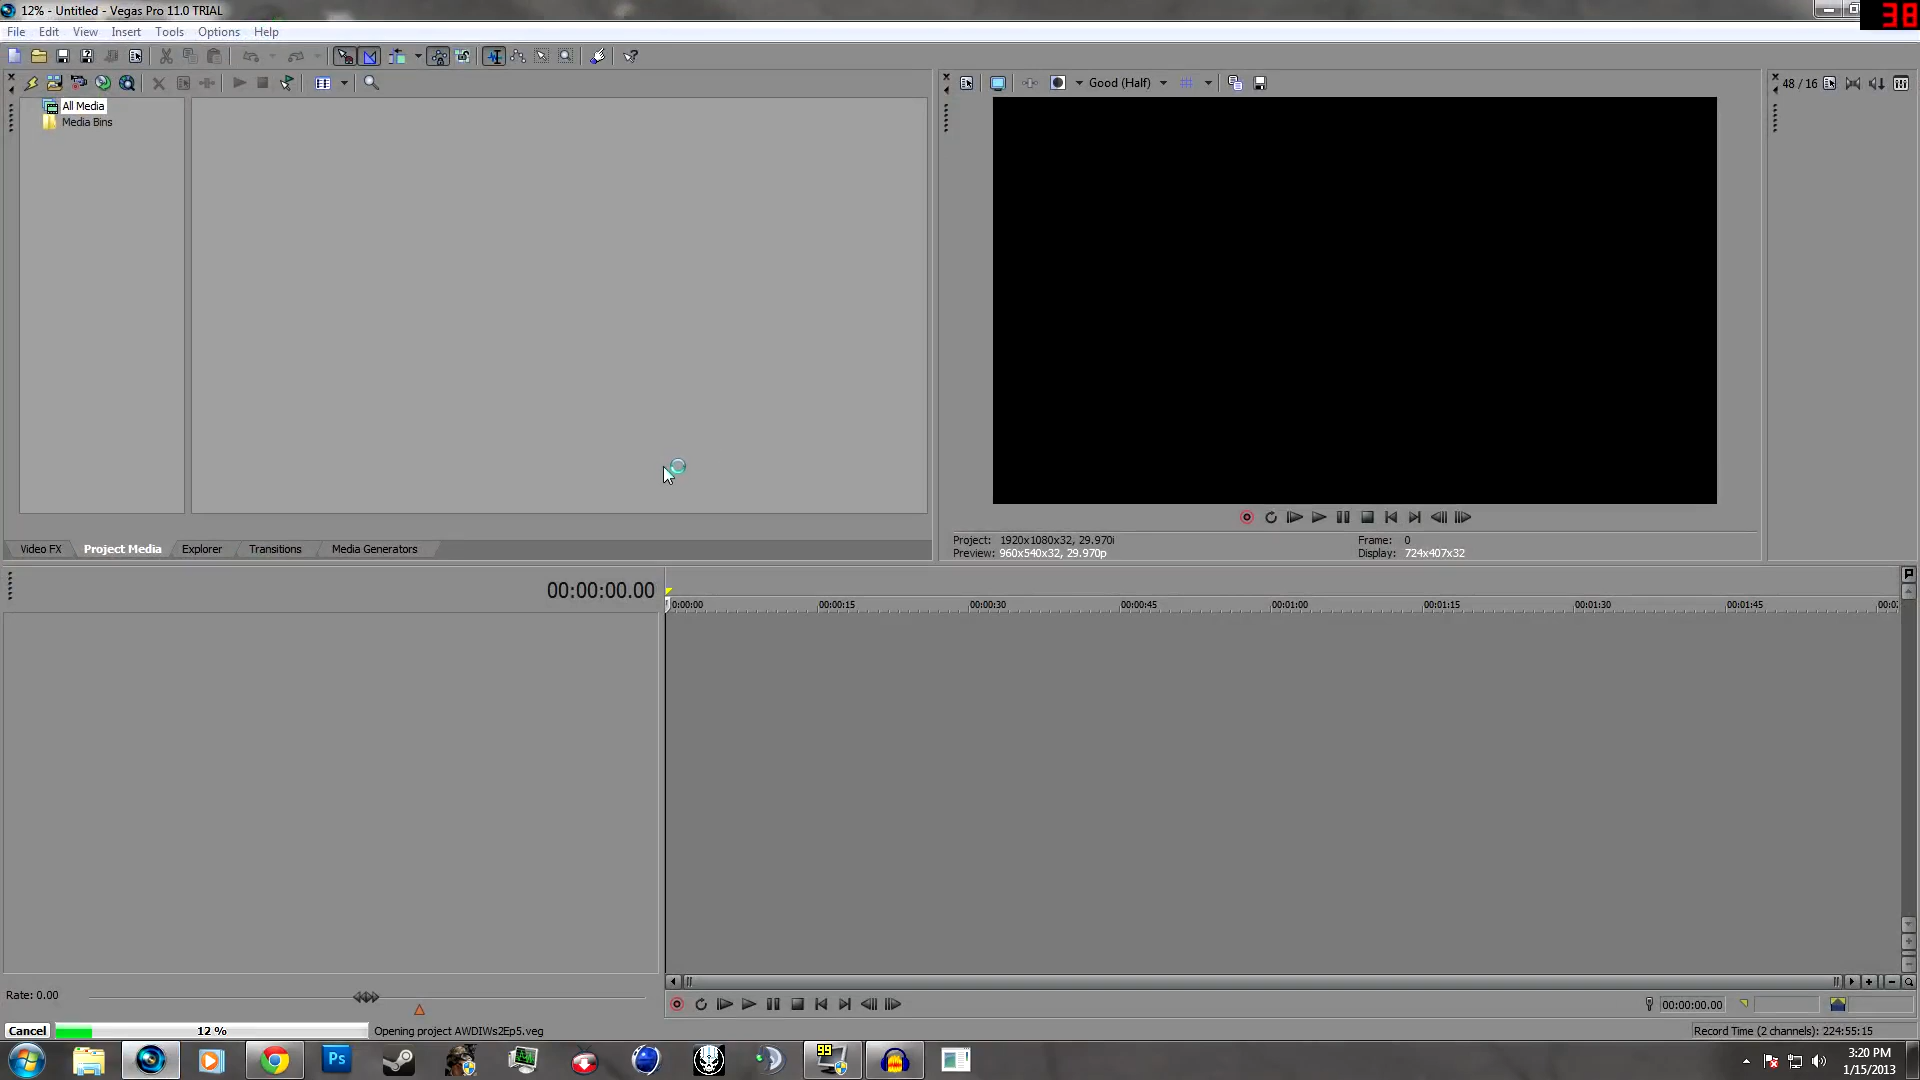 12% - Untitled - Vegas Pro 11.0 TRIAL
38
File Edit View Insert Tools Options Help
Good (Half)
48 / 16
All Media
Media Bins
Video FX Project Media Explorer Transitions Media Generators
Project: 1920x1080x32, 29.970i
Frame: 0
Preview: 960x540x32, 29.970p
Display: 724x407x32
00:00:00.00
0:00:00 00:00:15 00:00:30 00:00:45 00:01:00 00:01:15 00:01:30 00:01:45
Rate: 0.00
00:00:00.00
Cancel 12 % Opening project AWDIWs2Ep5.veg
Record Time (2 channels): 224:55:15
Ps
99
3:20 PM
1/15/2013